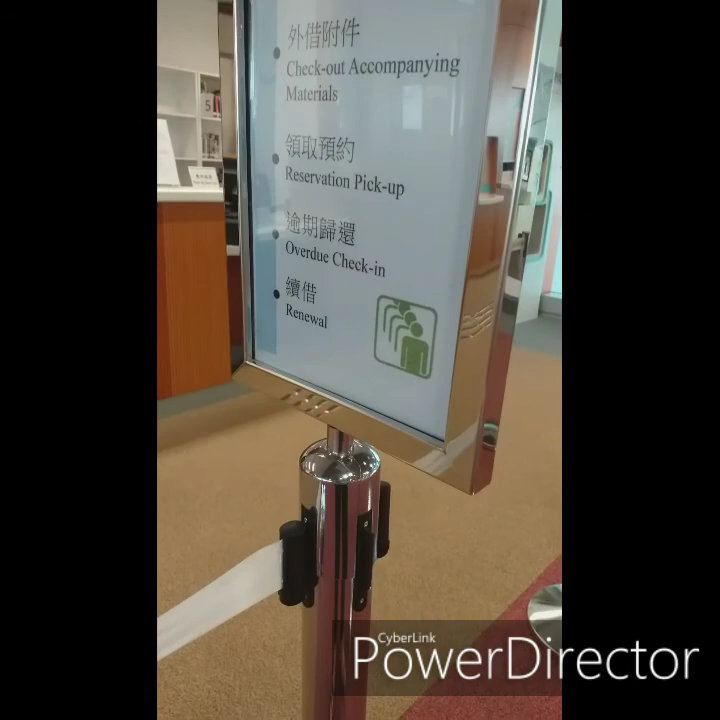 外借附件
Check-out Accompanying
Materials
領取預約
Reservation Pick-up
逾期歸還
Overdue Check-in
續借
Renewal
5
CyberLink
PowerDirector